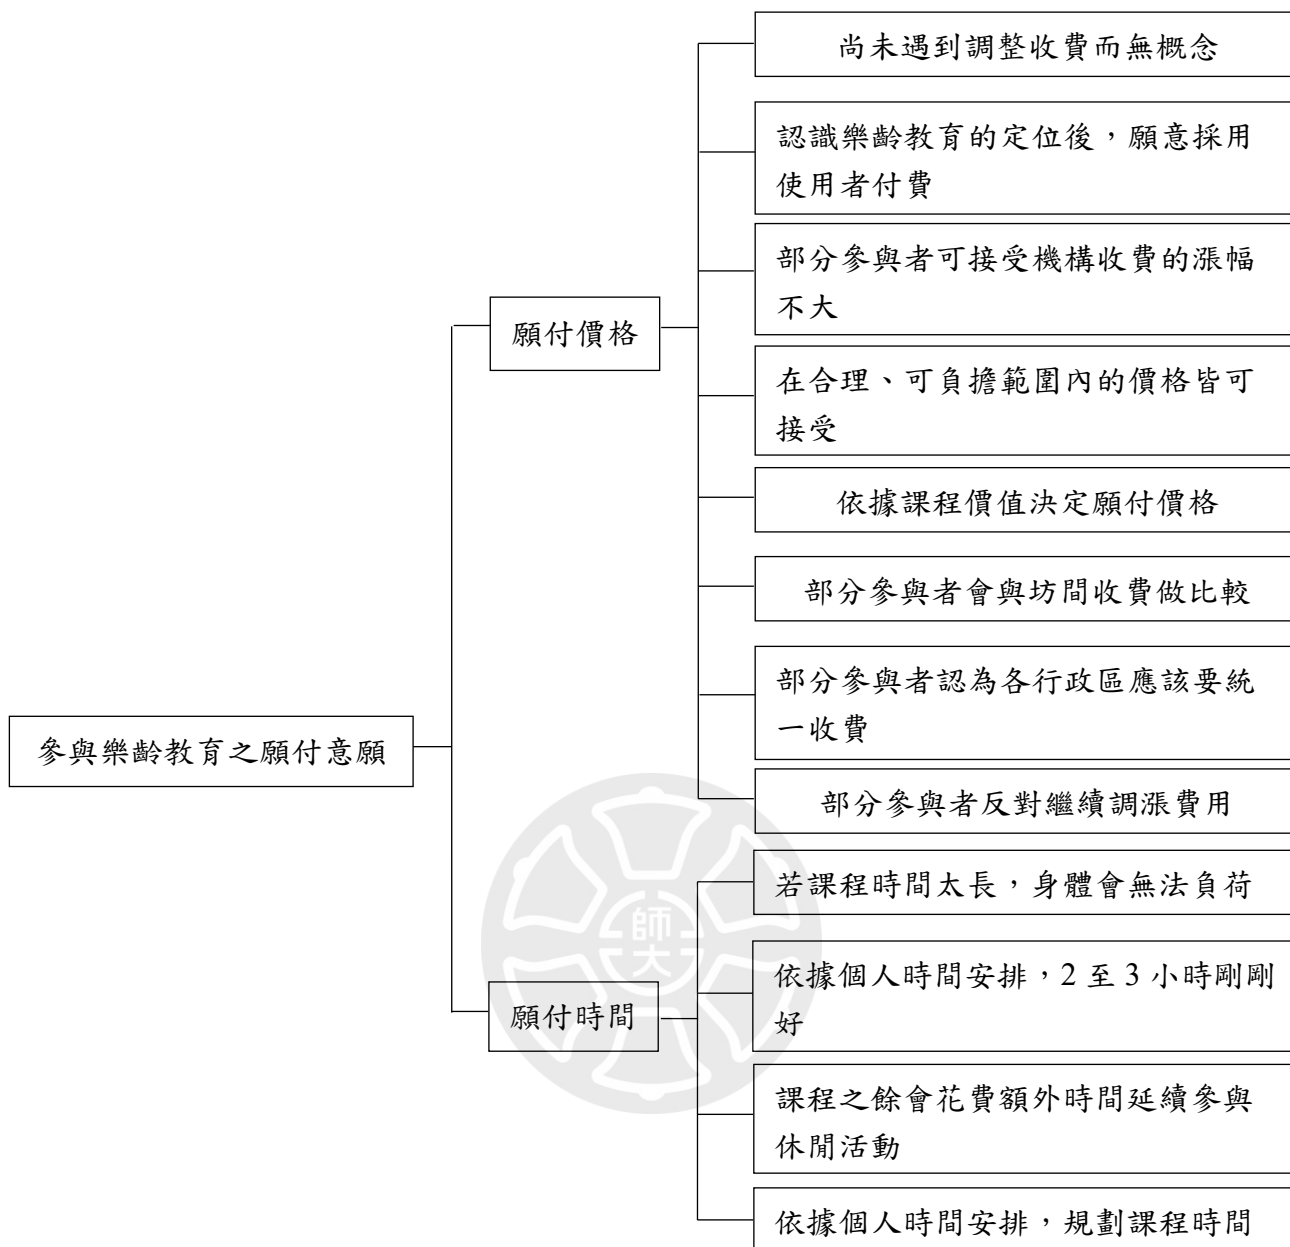 尚未遇到調整收費而無概念
認識樂齡教育的定位後，願意採用
使用者付費
部分參與者可接受機構收費的漲幅
不大
願付價格
在合理、可負擔範圍內的價格皆可
接受
依據課程價值決定願付價格
部分參與者會與坊間收費做比較
部分參與者認為各行政區應該要統
一收費
參與樂齡教育之願付意願
部分參與者反對繼續調漲費用
若課程時間太長，身體會無法負荷
師大
依據個人時間安排，2 至 3 小時剛剛
好
願付時間
課程之餘會花費額外時間延續參與
休閒活動
依據個人時間安排，規劃課程時間